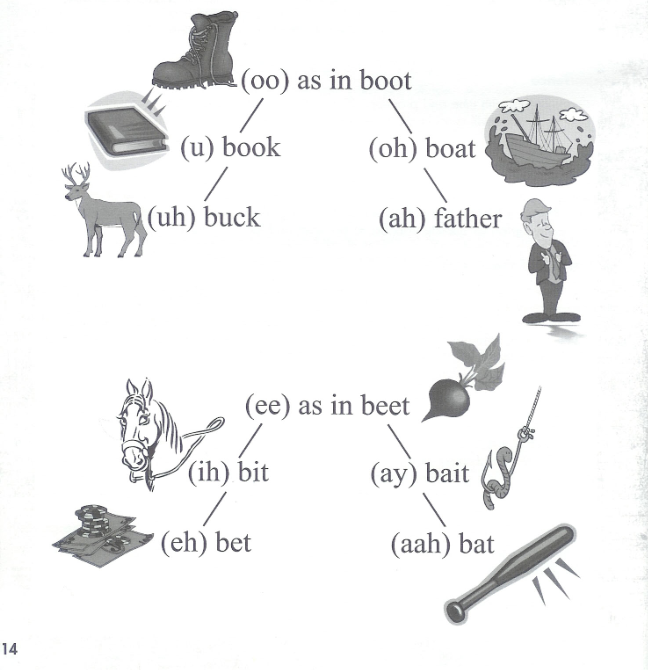 (oo) as in boot
(u) book (oh) boat
(uh) buck (ah) father
(ee) as in beet
(ih) bit (ay) bait
(eh) bet (aah) bat
14